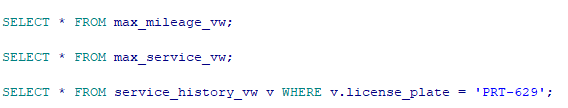 SELECT * FROM max_mileage_vw;
SELECT * FROM max_service_vw;
SELECT * FROM service_history_vw v WHERE v.license_plate = 'PRT-629';